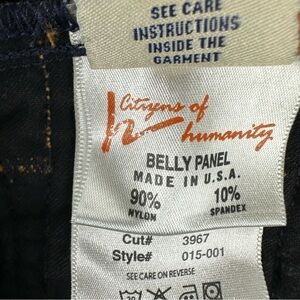 SEE CARE
INSTRUCTIONS
INSIDE THE
GARMENT
Citizens of
humanity
BELLY PANEL
MADE IN U.S.A.
90% 10%
NYLON SPANDEX
Cut# 3967
Style# 015-001
SEE CARE ON REVERSE
30